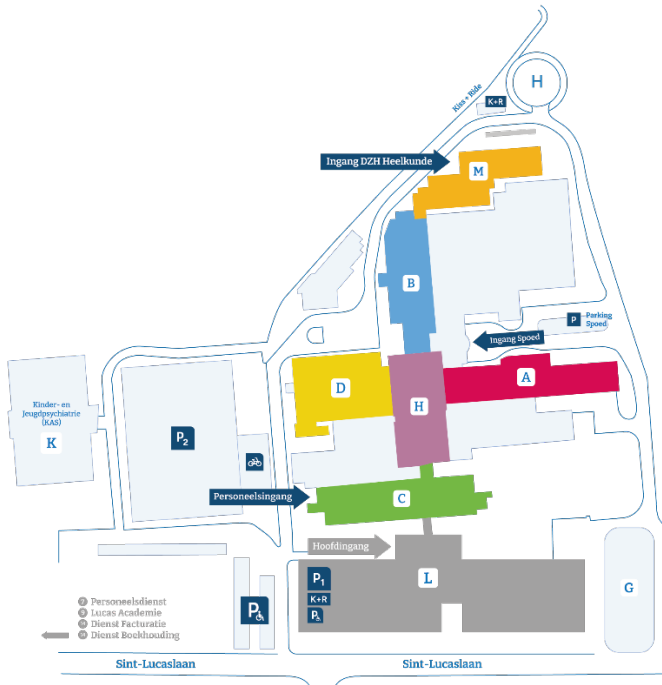 H
Kiss + Ride
K+R
Ingang DZH Heelkunde
M
B
P
Parking
Spoed
Ingang Spoed
A
D
H
Kinder- en
Jeugdpsychiatrie
(KAS)
K
P2
Personeelsingang
C
Hoofdingang
L
P1
K+R
P
G
P
Personeelsdienst
Lucas Academie
Dienst Facturatie
Dienst Boekhouding
Sint-Lucaslaan
Sint-Lucaslaan